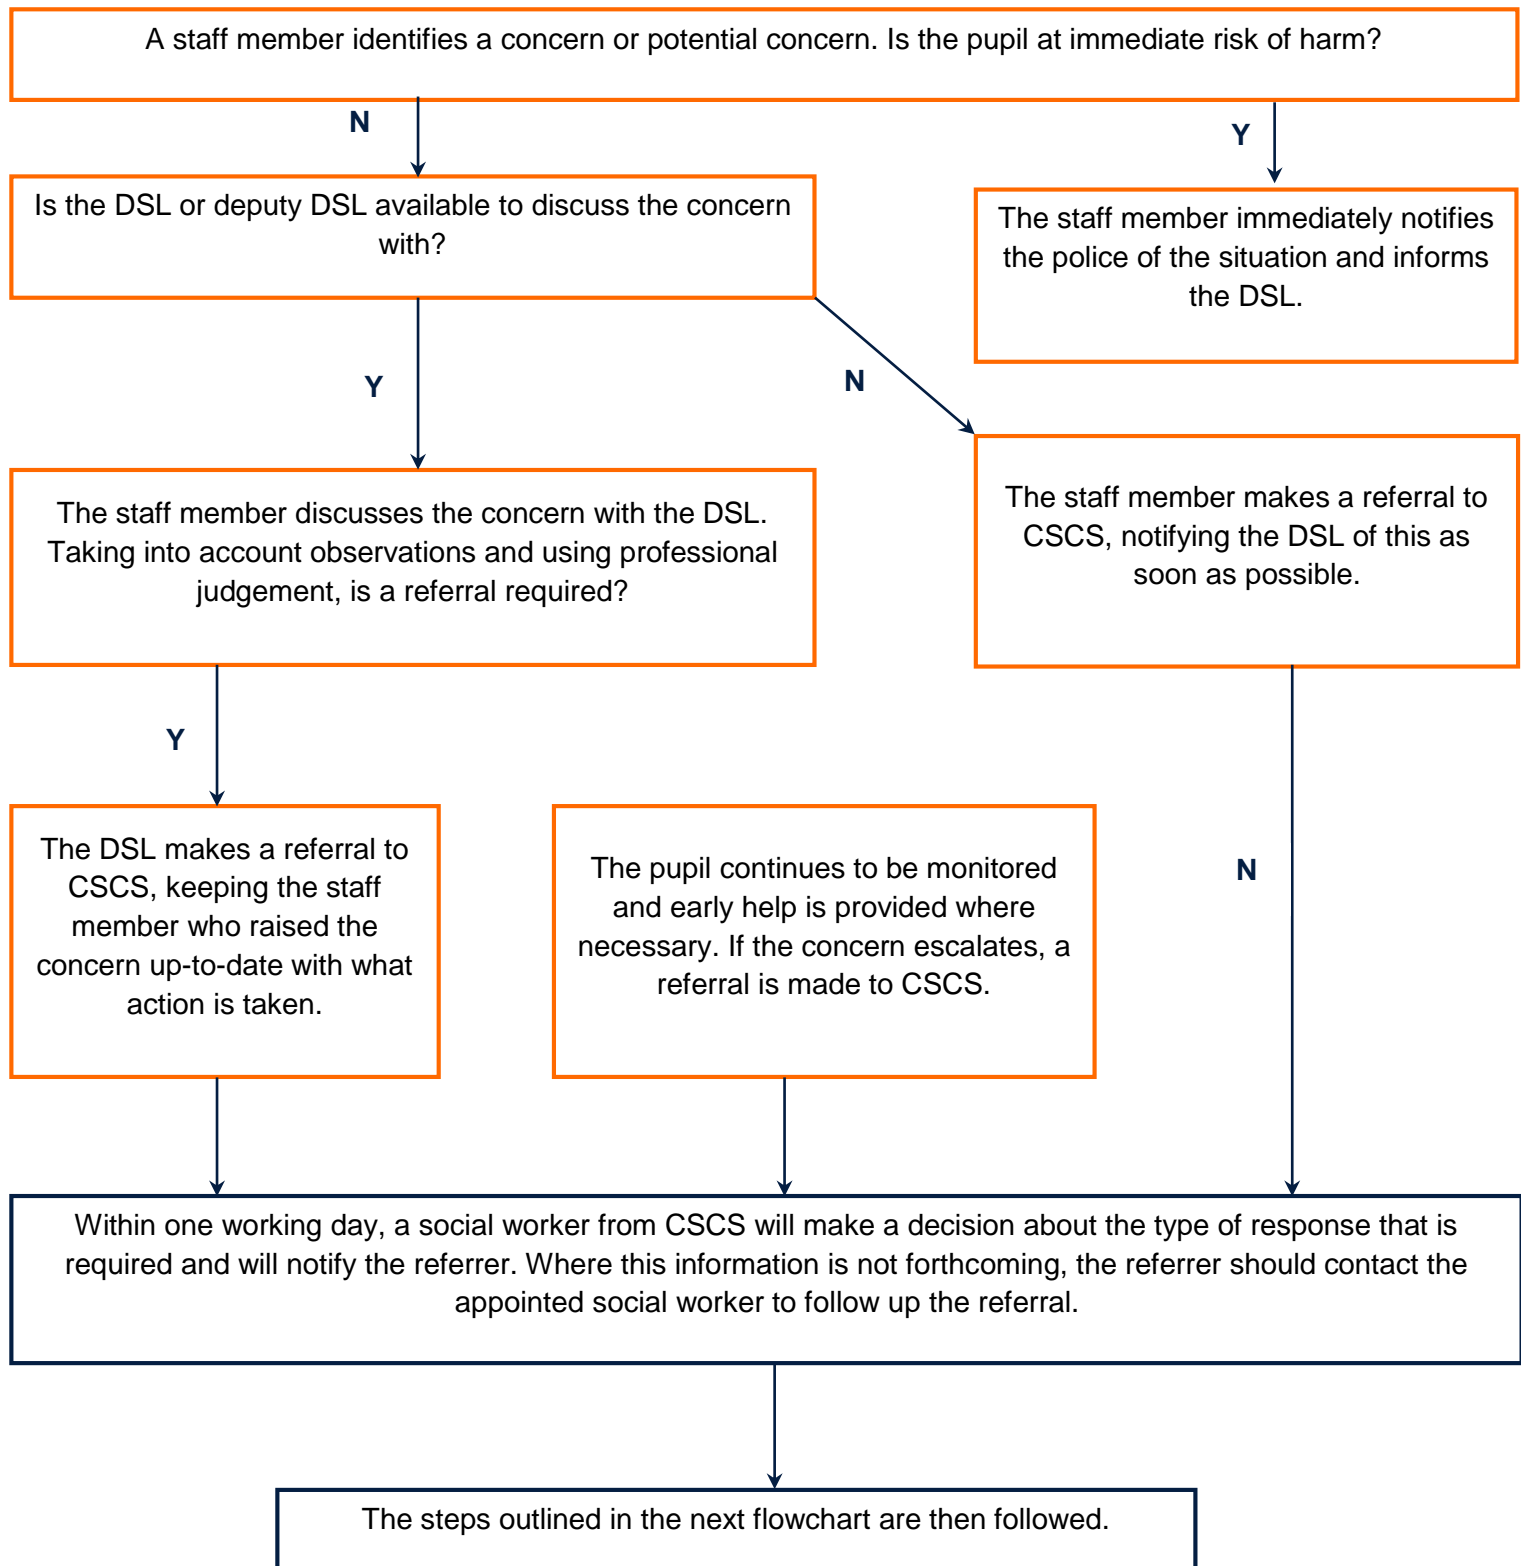 A staff member identifies a concern or potential concern. Is the pupil at immediate risk of harm?
N
Y
Is the DSL or deputy DSL available to discuss the concern
with?
The staff member immediately notifies
the police of the situation and informs
the DSL.
Y
N
The staff member discusses the concern with the DSL.
Taking into account observations and using professional
judgement, is a referral required?
The staff member makes a referral to
CSCS, notifying the DSL of this as
soon as possible.
Y
The DSL makes a referral to
CSCS, keeping the staff
member who raised the
concern up-to-date with what
action is taken.
The pupil continues to be monitored
and early help is provided where
necessary. If the concern escalates, a
referral is made to CSCS.
N
Within one working day, a social worker from CSCS will make a decision about the type of response that is
required and will notify the referrer. Where this information is not forthcoming, the referrer should contact the
appointed social worker to follow up the referral.
The steps outlined in the next flowchart are then followed.